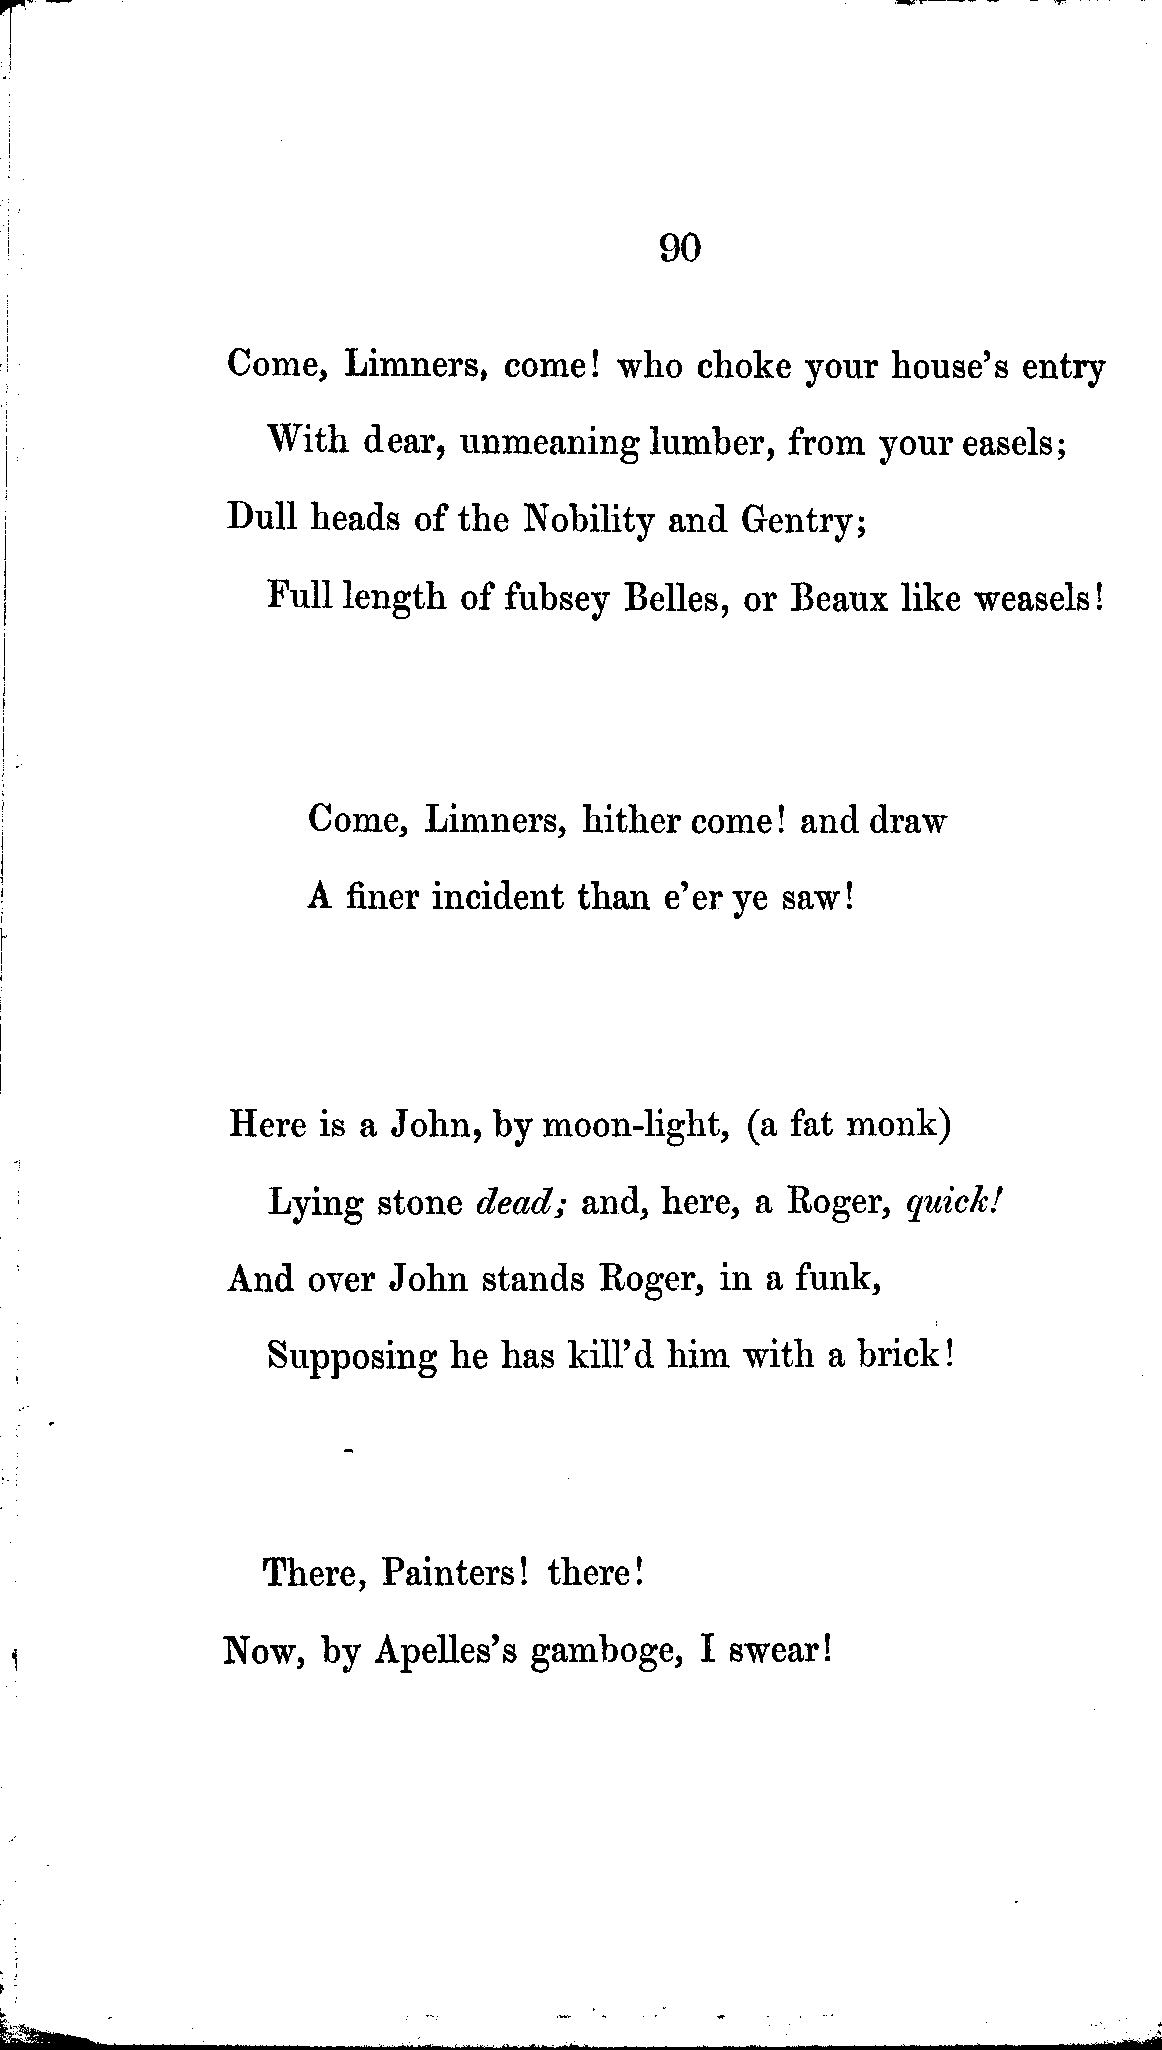 90
Come, Limners, come! who choke your house's entry
With dear, unmeaning lumber, from your easels;
Dull heads of the Nobility and Gentry;
Full length of fubsey Belles, or Beaux like weasels!
Come, Limners, hither come! and draw
A finer incident than e'er ye saw!
Here is a John, by moon-light, (a fat monk)
Lying stone dead; and, here, a Roger, quick!
And over John stands Roger, in a funk,
Supposing he has kill'd him with a brick!
There, Painters! there!
Now, by Apelles's gamboge, I swear!